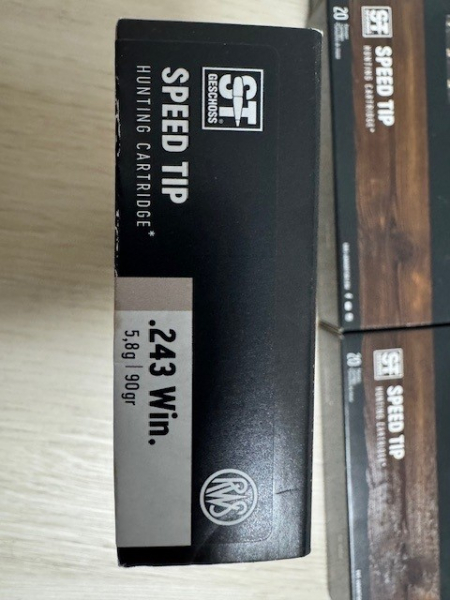 ST
GESCHOSS®
SPEED TIP
HUNTING CARTRIDGE*
.243 Win.
5,8g | 90gr
RWS
20
ST
SPEED TIP
HUNTING CARTRIDGE*
20
ST
SPEED TIP
HUNTING CARTRIDGE*